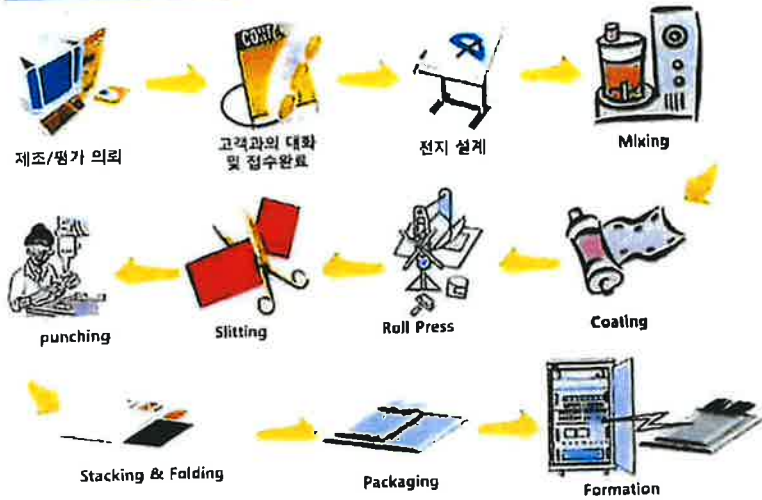 제조/평가 의뢰
CONT
고객과의 대화
및 접수완료
전지 설계
Mixing
punching
Slitting
Roll Press
Coating
Stacking & Folding
Packaging
Formation